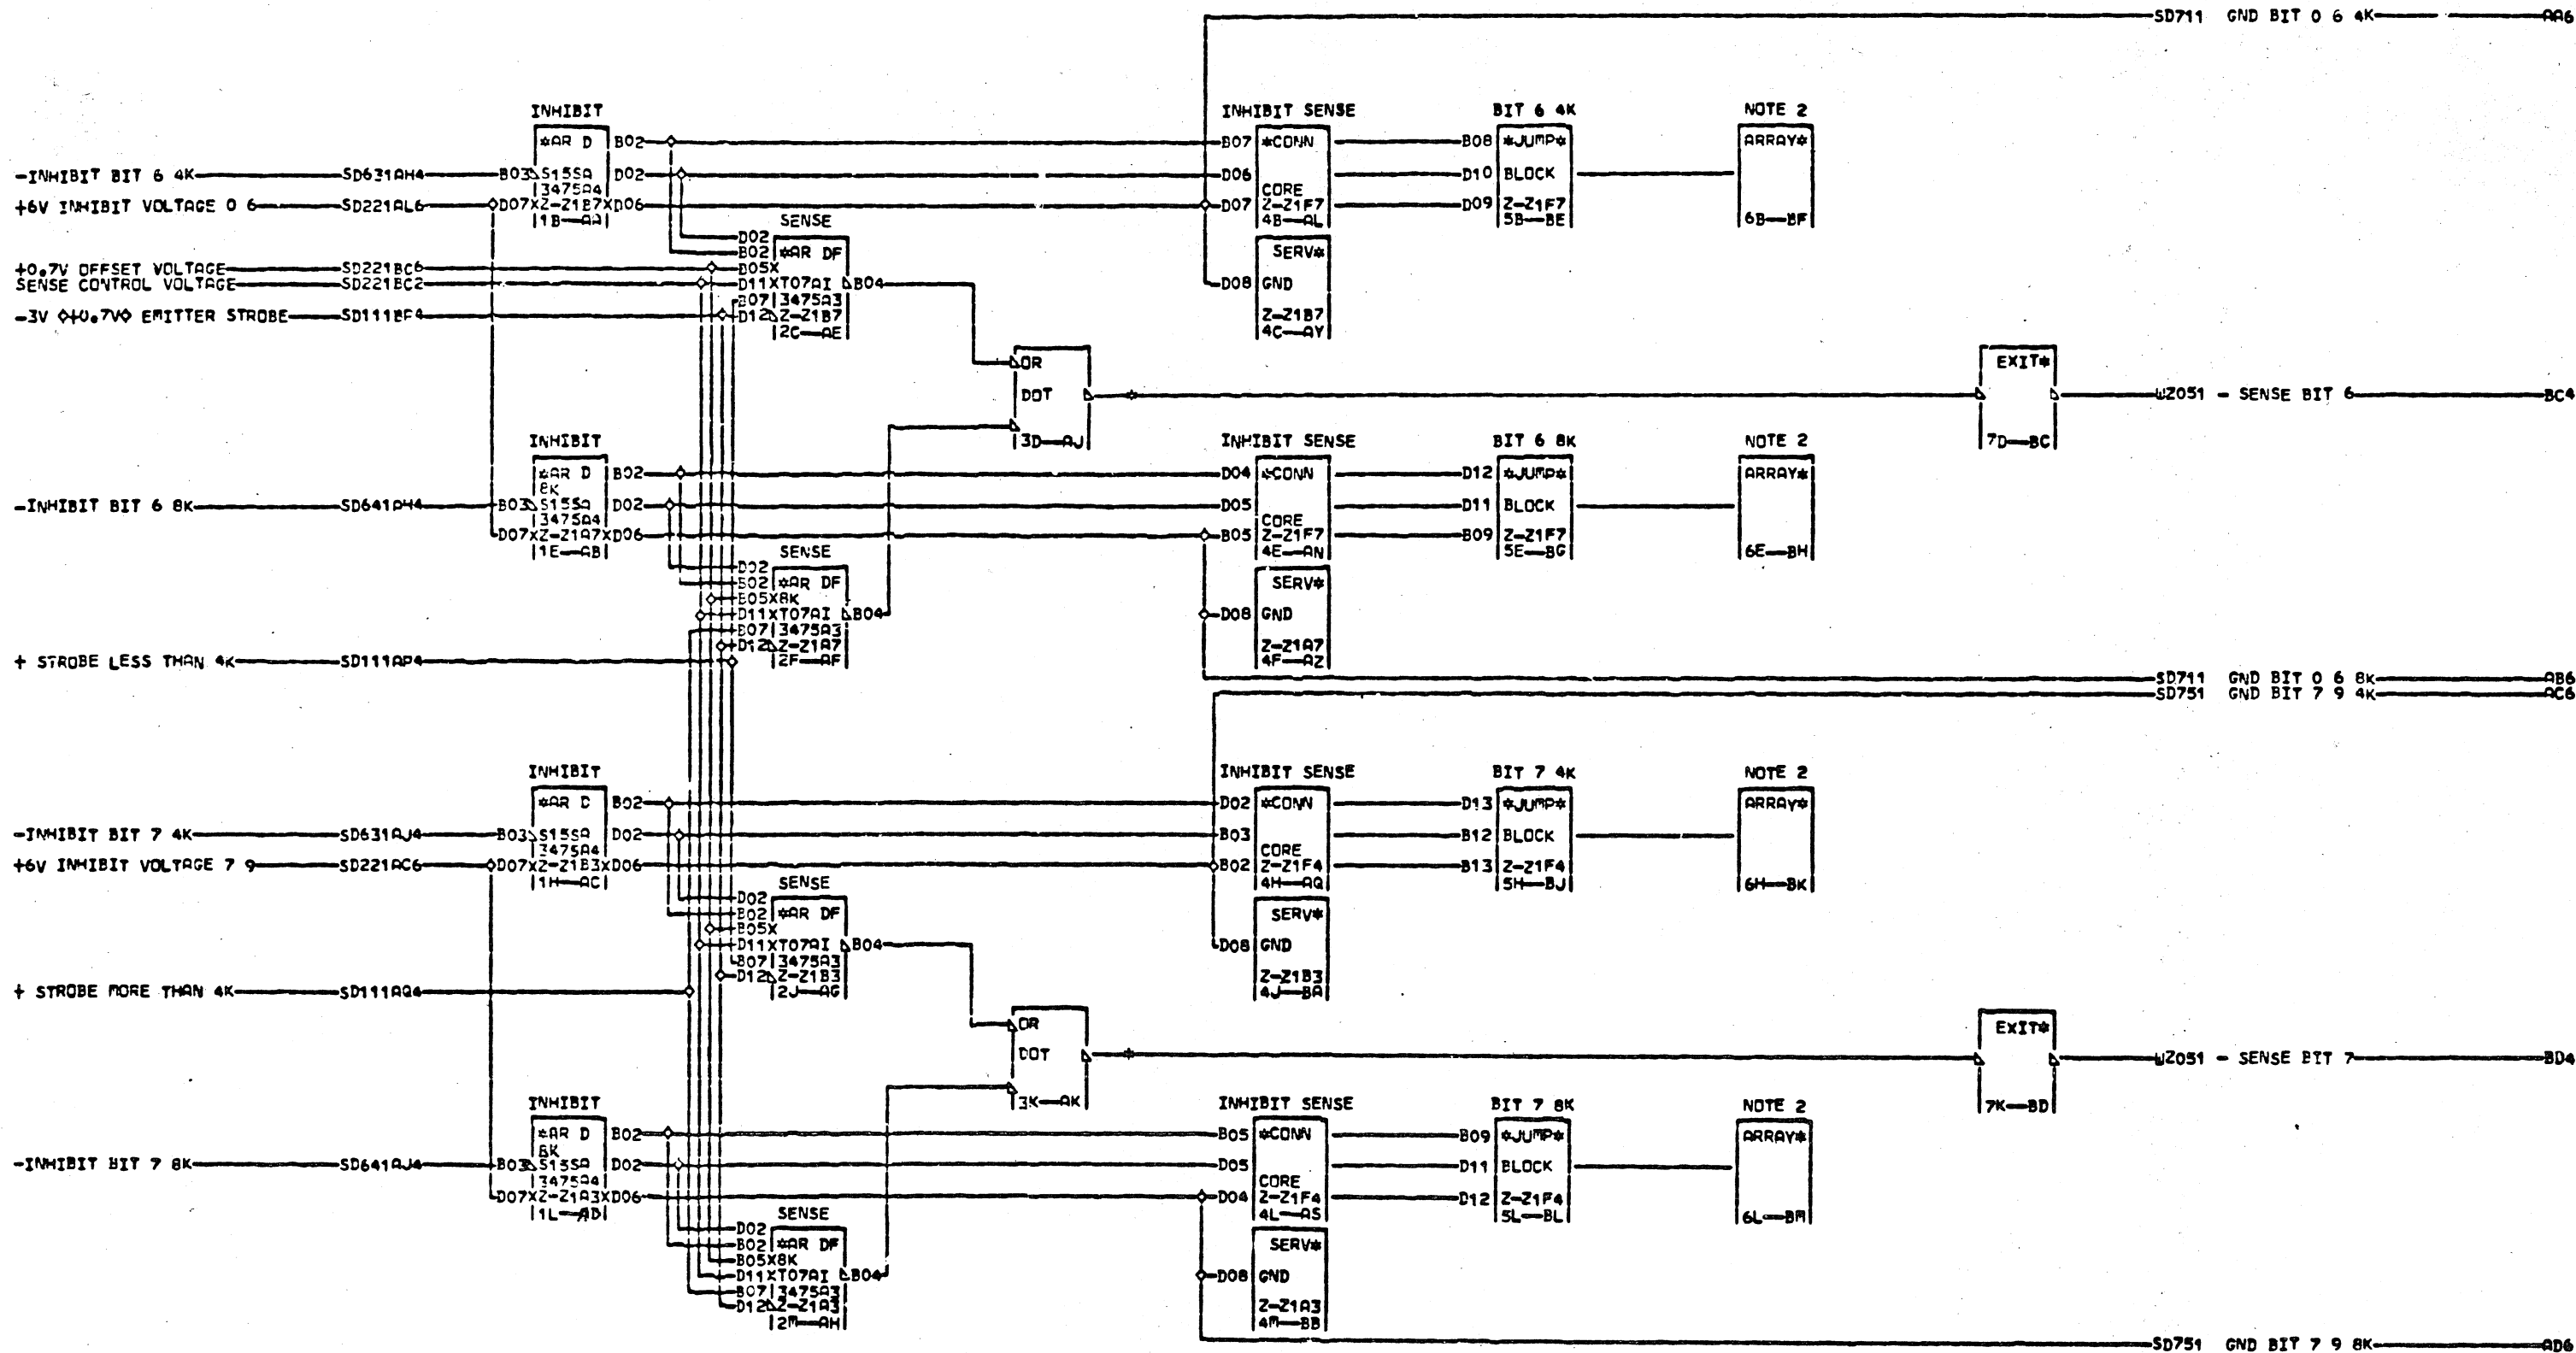 SD711 GND BIT 0 6 4K AA6
INHIBIT INHIBIT SENSE BIT 6 4K NOTE 2
*AR D B02 B07 *CONN B08 *JUMP* ARRAY*
-INHIBIT BIT 6 4K SD631AH4 B03 S15SA D02 D06 D10 BLOCK
3475A4 CORE
+6V INHIBIT VOLTAGE 0 6 SD221AL6 D07XZ-Z1B7XD06 D07 Z-Z1F7 D09 Z-Z1F7
1B-AA 4B-AL 5B-BE 6B-BF
SENSE
D02
B02 *AR DF SERV*
+0.7V OFFSET VOLTAGE SD221BC6 B05X
SENSE CONTROL VOLTAGE SD221BC2 D11XT07AI B04 D08 GND
B07 3475A3
-3V ◇+0.7V◇ EMITTER STROBE SD111BF4 D12 Z-Z1B7 Z-Z1B7
2C-AE 4C-AY
OR EXIT*
DOT WZ051 - SENSE BIT 6 BC4
3D-AJ 7D-BC
INHIBIT INHIBIT SENSE BIT 6 8K NOTE 2
*AR D B02 D04 *CONN D12 *JUMP* ARRAY*
8K
-INHIBIT BIT 6 8K SD641AH4 B03 S15SA D02 D05 D11 BLOCK
3475A4 CORE
D07XZ-Z1A7XD06 B05 Z-Z1F7 B09 Z-Z1F7
1E-AB 4E-AN 5E-BG 6E-BH
SENSE
D02
B02 *AR DF SERV*
B05X8K
D11XT07AI B04 D08 GND
B07 3475A3
D12 Z-Z1A7 Z-Z1A7
+ STROBE LESS THAN 4K SD111AP4 2F-AF 4F-AZ
SD711 GND BIT 0 6 8K AB6
SD751 GND BIT 7 9 4K AC6
INHIBIT INHIBIT SENSE BIT 7 4K NOTE 2
*AR D B02 D02 *CONN D13 *JUMP* ARRAY*
-INHIBIT BIT 7 4K SD631AJ4 B03 S15SA D02 B03 B12 BLOCK
3475A4 CORE
+6V INHIBIT VOLTAGE 7 9 SD221AC6 D07XZ-Z1B3XD06 B02 Z-Z1F4 B13 Z-Z1F4
1H-AC 4H-AQ 5H-BJ 6H-BK
SENSE
D02
B02 *AR DF SERV*
B05X
D11XT07AI B04 D08 GND
B07 3475A3
D12 Z-Z1B3 Z-Z1B3
+ STROBE MORE THAN 4K SD111AQ4 2J-AG 4J-BA
OR EXIT*
DOT WZ051 - SENSE BIT 7 BD4
3K-AK 7K-BD
INHIBIT INHIBIT SENSE BIT 7 8K NOTE 2
*AR D B02 B05 *CONN B09 *JUMP* ARRAY*
8K
-INHIBIT BIT 7 8K SD641AJ4 B03 S15SA D02 D05 D11 BLOCK
3475A4 CORE
D07XZ-Z1A3XD06 D04 Z-Z1F4 D12 Z-Z1F4
1L-AD 4L-AS 5L-BL 6L-BM
SENSE
D02
B02 *AR DF SERV*
B05X8K
D11XT07AI B04 D08 GND
B07 3475A3
D12 Z-Z1A3 Z-Z1A3
2M-AH 4M-BB
SD751 GND BIT 7 9 8K AD6